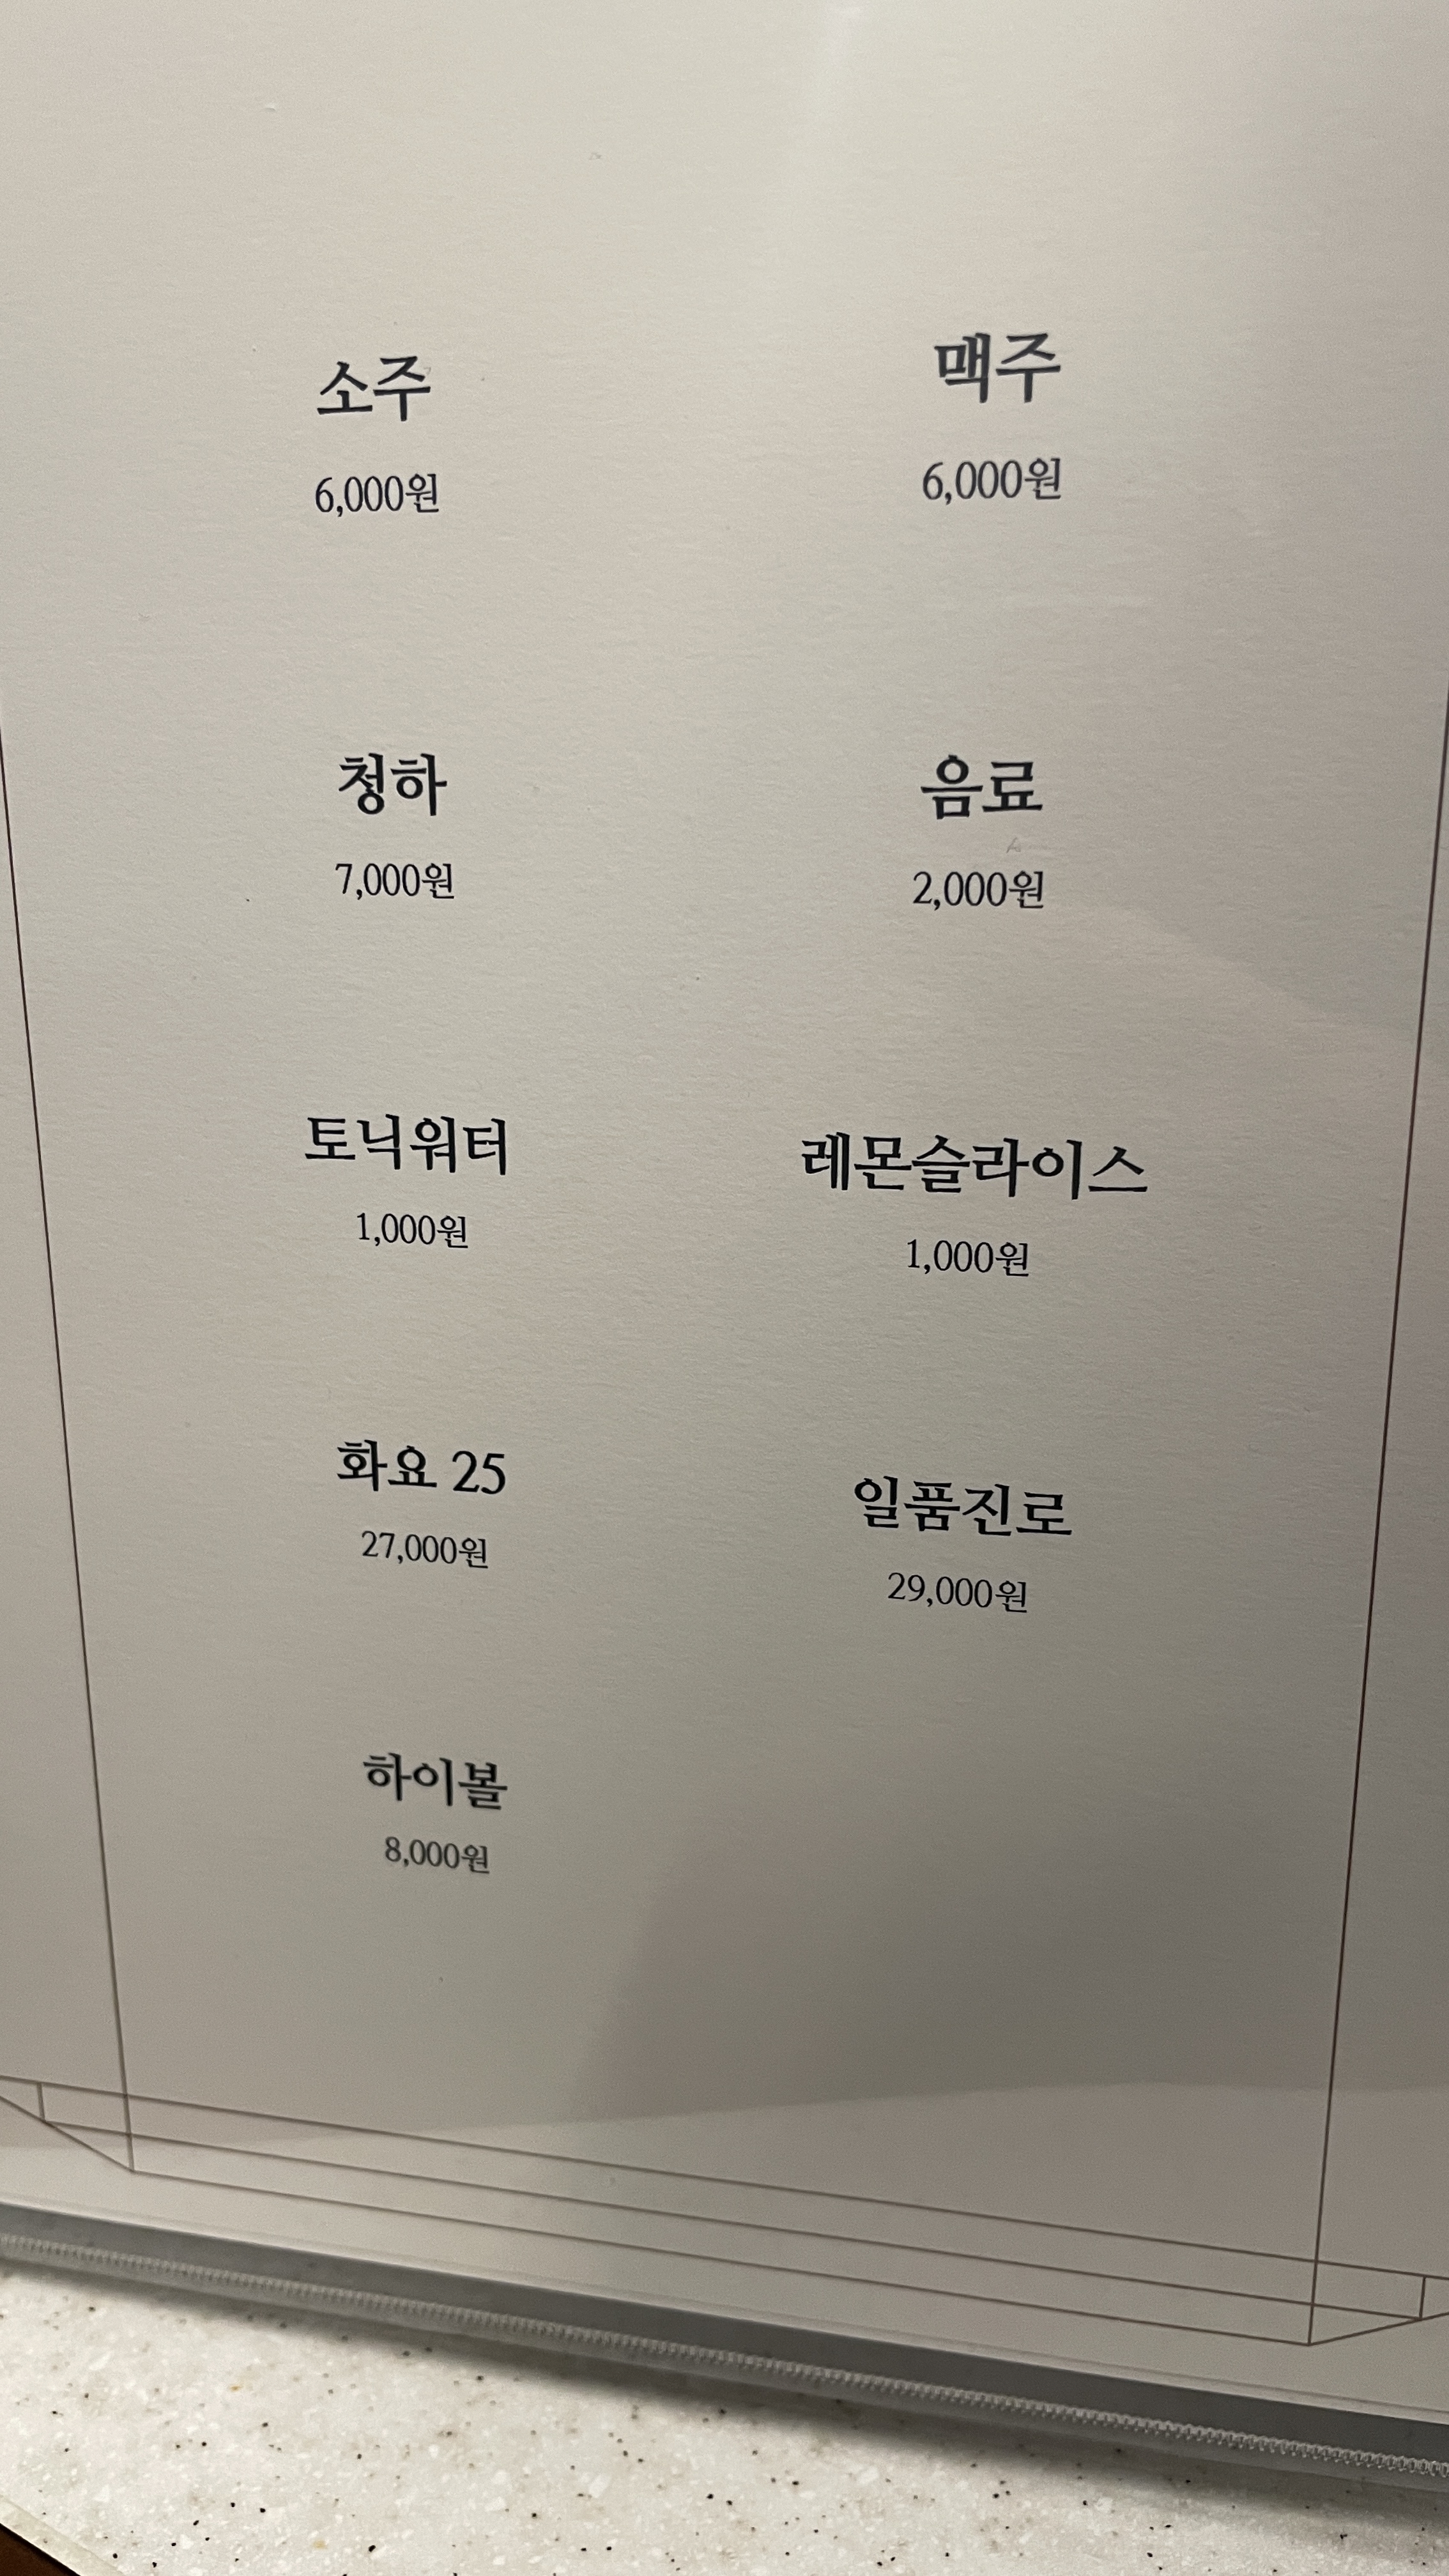 소주
6,000원
맥주
6,000원
청하
7,000원
음료
2,000원
토닉워터
1,000원
레몬슬라이스
1,000원
화요 25
27,000원
일품진로
29,000원
하이볼
8,000원